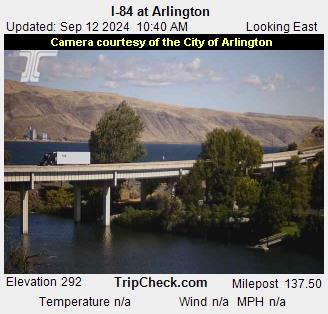 I-84 at Arlington
Updated: Sep 12 2024 10:40 AM Looking East
Camera courtesy of the City of Arlington
Elevation 292 TripCheck.com Milepost 137.50
Temperature n/a Wind n/a MPH n/a